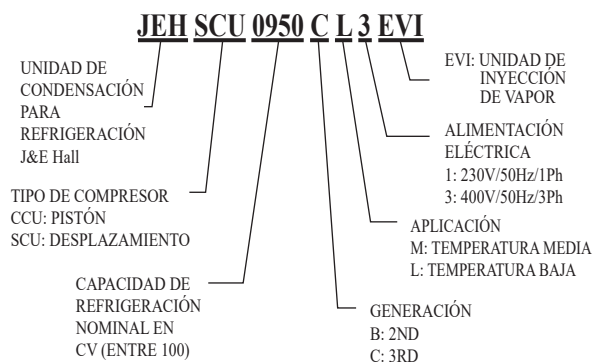 JEH SCU 0950 C L 3 EVI
UNIDAD DE
CONDENSACIÓN
PARA
REFRIGERACIÓN
J&E Hall
TIPO DE COMPRESOR
CCU: PISTÓN
SCU: DESPLAZAMIENTO
CAPACIDAD DE
REFRIGERACIÓN
NOMINAL EN
CV (ENTRE 100)
EVI: UNIDAD DE
INYECCIÓN
DE VAPOR
ALIMENTACIÓN
ELÉCTRICA
1: 230V/50Hz/1Ph
3: 400V/50Hz/3Ph
APLICACIÓN
M: TEMPERATURA MEDIA
L: TEMPERATURA BAJA
GENERACIÓN
B: 2ND
C: 3RD